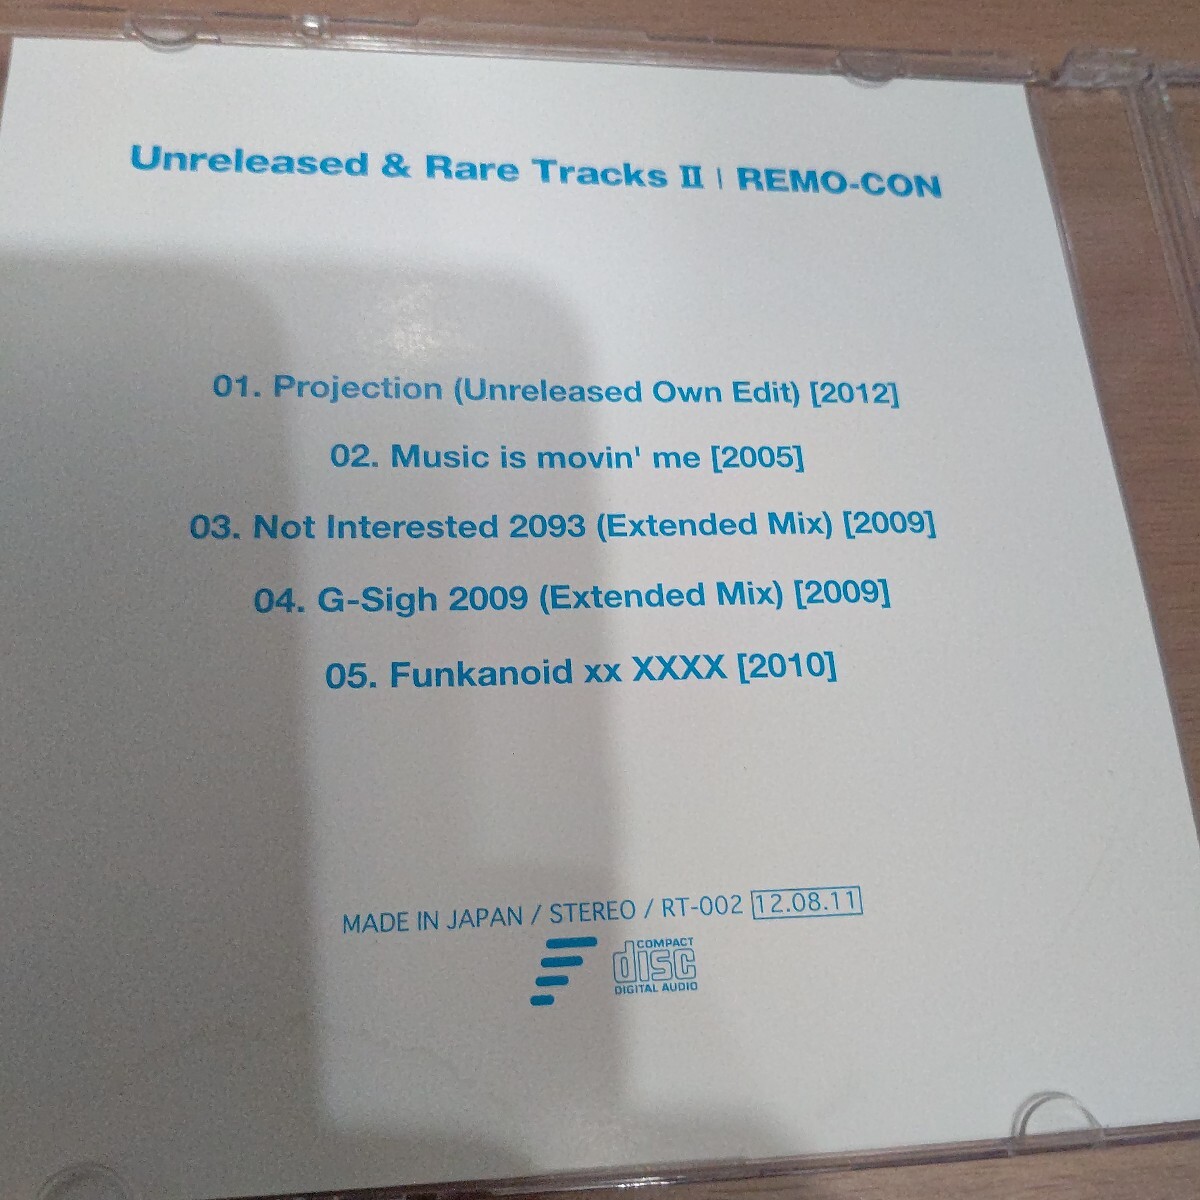 Unreleased & Rare Tracks Ⅱ | REMO-CON
01. Projection (Unreleased Own Edit) [2012]
02. Music is movin' me [2005]
03. Not Interested 2093 (Extended Mix) [2009]
04. G-Sigh 2009 (Extended Mix) [2009]
05. Funkanoid xx XXXX [2010]
MADE IN JAPAN / STEREO / RT-002 12.08.11
COMPACT
disc
DIGITAL AUDIO